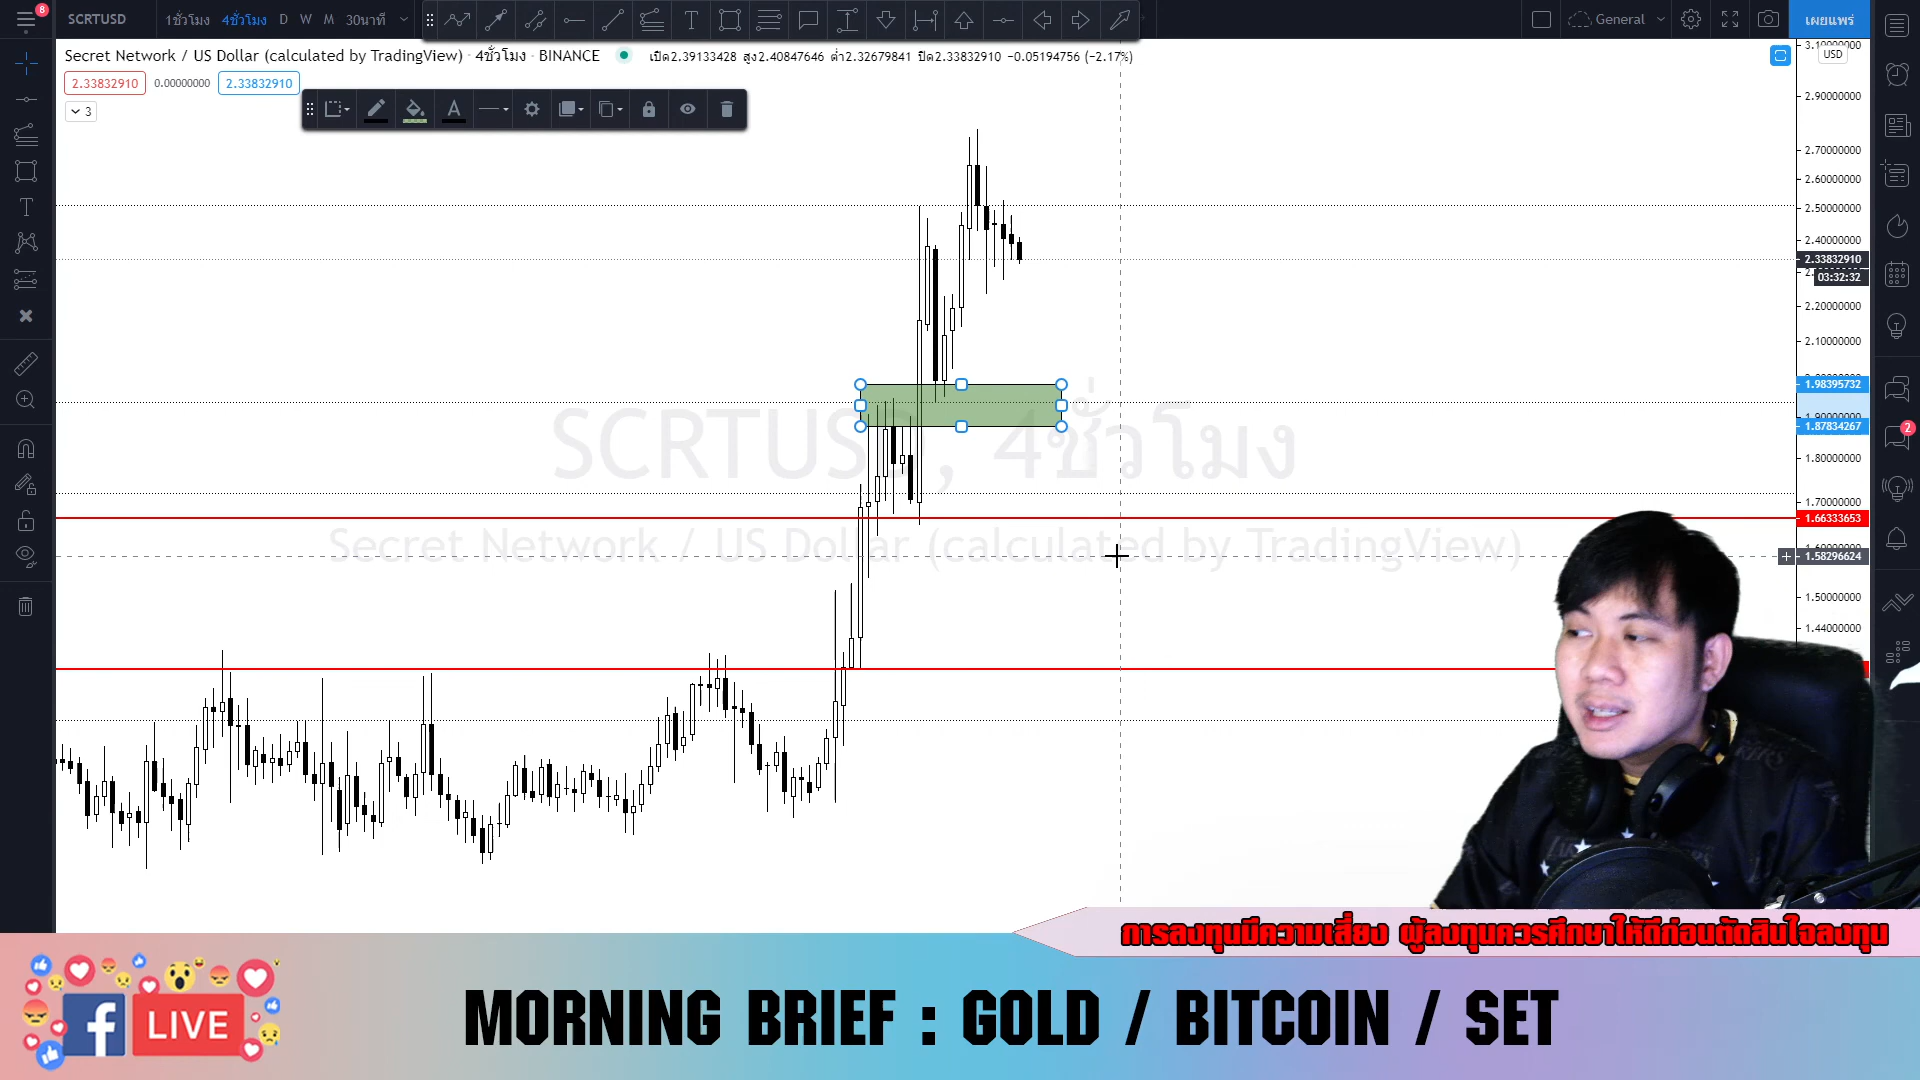 8
SCRTUSD
1ชั่วโมง 4ชั่วโมง D W M 30นาที
General
เผยแพร่
Secret Network / US Dollar (calculated by TradingView) · 4ชั่วโมง · BINANCE
เปิด2.39133428 สูง2.40847646 ต่ำ2.32679841 ปิด2.33832910 −0.05194756 (−2.17%)
2.33832910 0.00000000 2.33832910
3
USD
3.10000000
2.90000000
2.70000000
2.60000000
2.50000000
2.40000000
2.33832910
03:32:32
2.20000000
2.10000000
1.98395732
1.90000000
1.87834267
1.80000000
1.70000000
1.66333653
1.58296624
1.50000000
1.44000000
2
SCRTUSD, 4ชั่วโมง
Secret Network / US Dollar (calculated by TradingView)
การลงทุนมีความเสี่ยง ผู้ลงทุนควรศึกษาให้ดีก่อนตัดสินใจลงทุน
f LIVE
MORNING BRIEF : GOLD / BITCOIN / SET